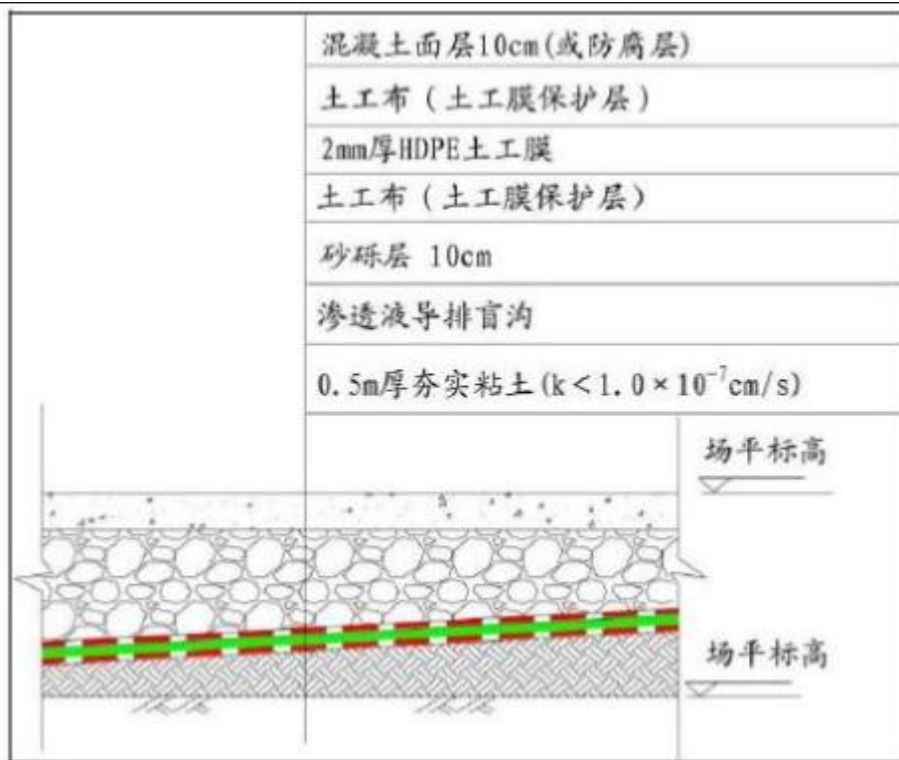 混凝土面层10cm(或防腐层)
土工布（土工膜保护层）
2mm厚HDPE土工膜
土工布（土工膜保护层）
砂砾层 10cm
渗透液导排盲沟
0.5m厚夯实粘土(k＜1.0×10⁻⁷cm/s)
场平标高
场平标高